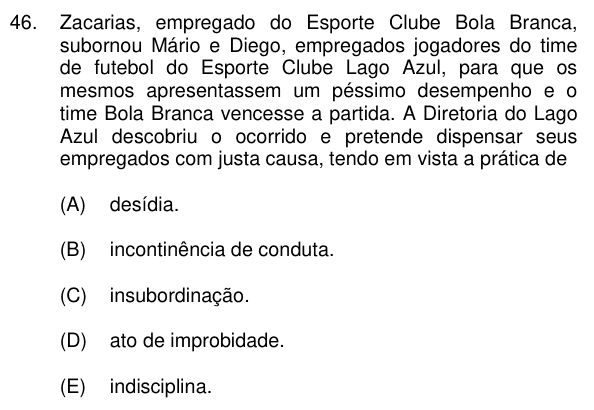 46. Zacarias, empregado do Esporte Clube Bola Branca,
subornou Mário e Diego, empregados jogadores do time
de futebol do Esporte Clube Lago Azul, para que os
mesmos apresentassem um péssimo desempenho e o
time Bola Branca vencesse a partida. A Diretoria do Lago
Azul descobriu o ocorrido e pretende dispensar seus
empregados com justa causa, tendo em vista a prática de
(A) desídia.
(B) incontinência de conduta.
(C) insubordinação.
(D) ato de improbidade.
(E) indisciplina.